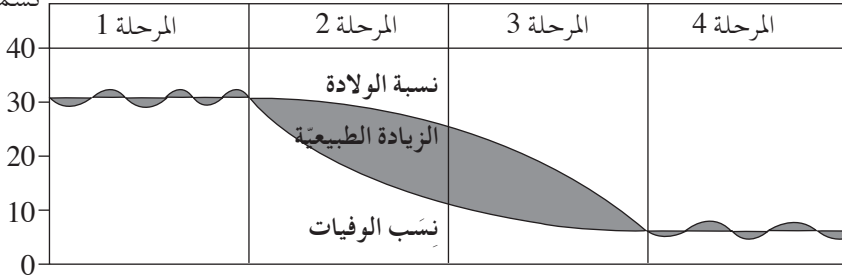 المرحلة 1 المرحلة 2 المرحلة 3 المرحلة 4
40
30
20
10
0
نسبة الولادة
الزيادة الطبيعيّة
نِسَب الوفيات